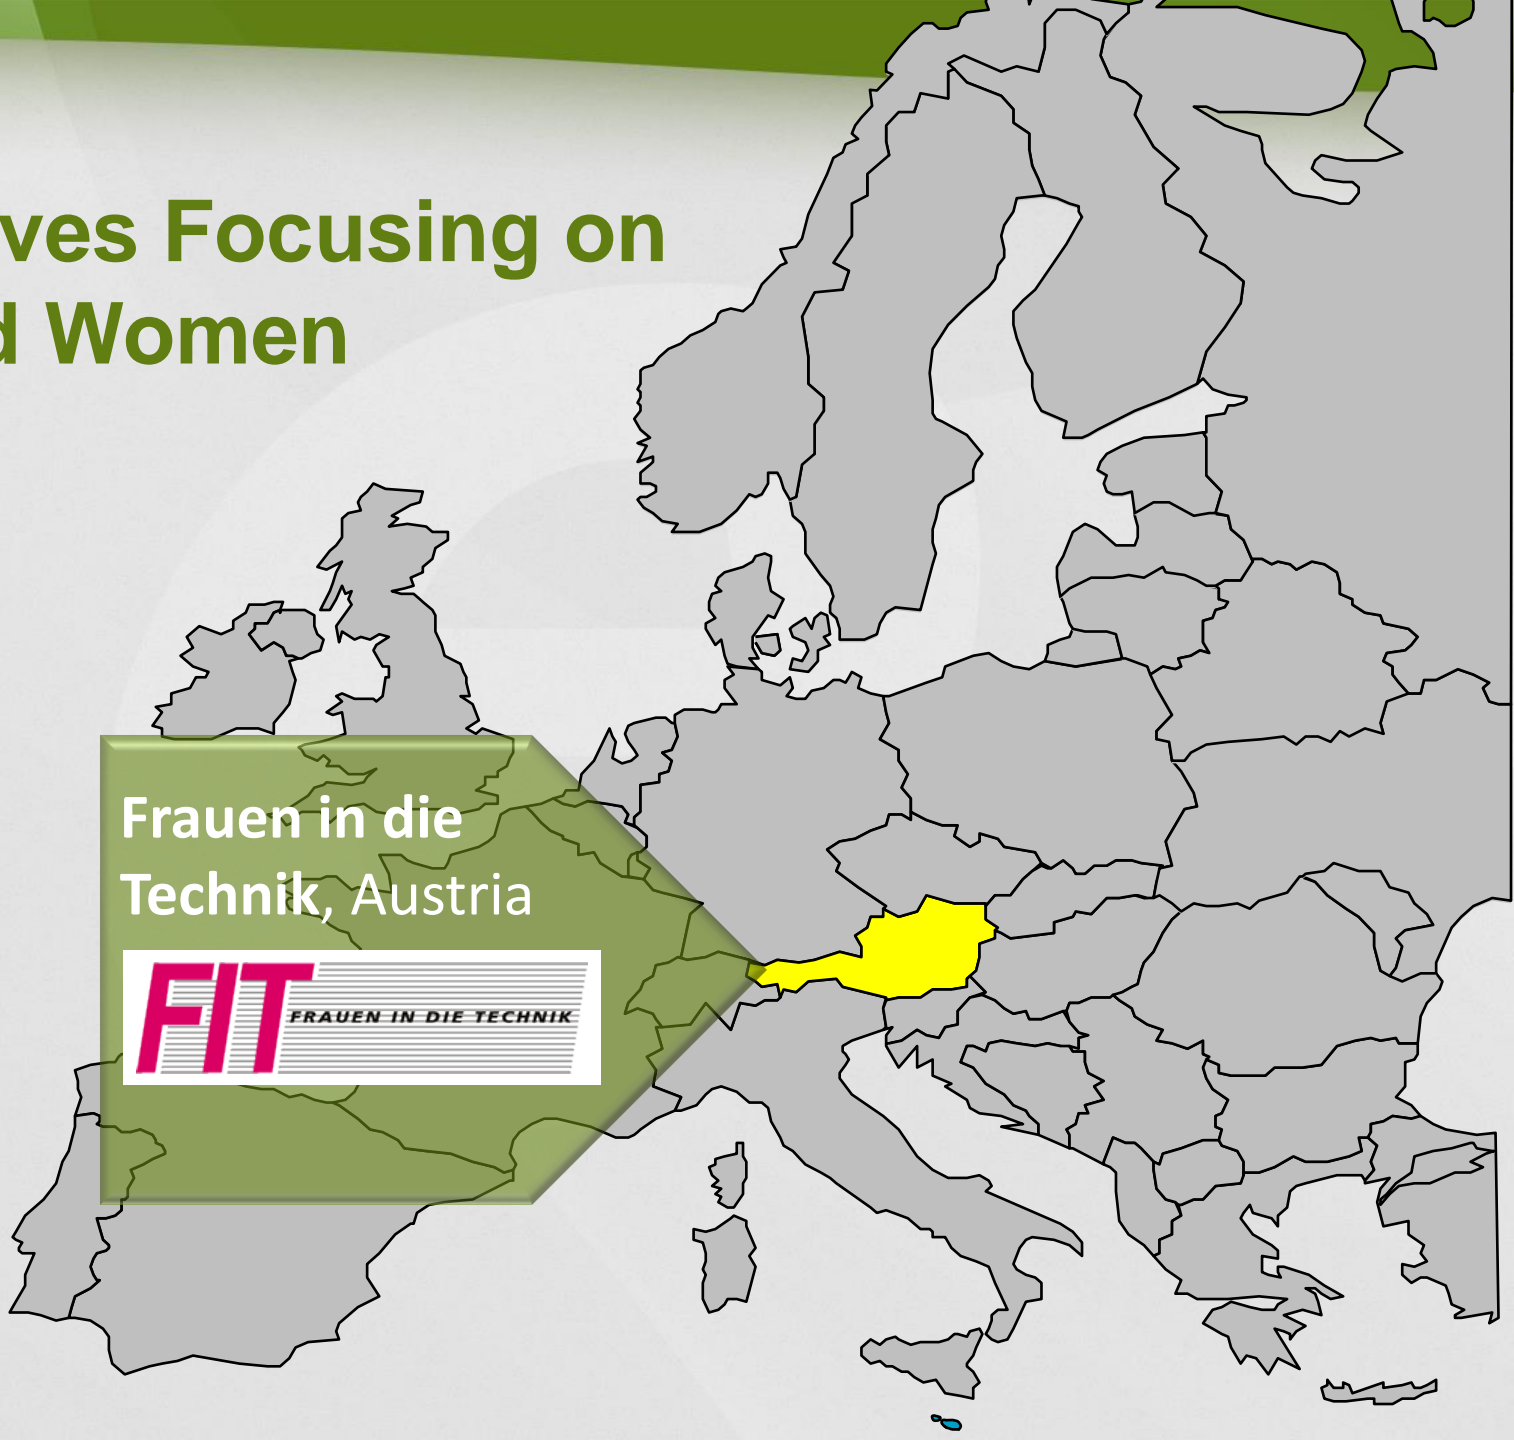 ves Focusing on
d Women
Frauen in die
Technik, Austria
FIT
FRAUEN IN DIE TECHNIK